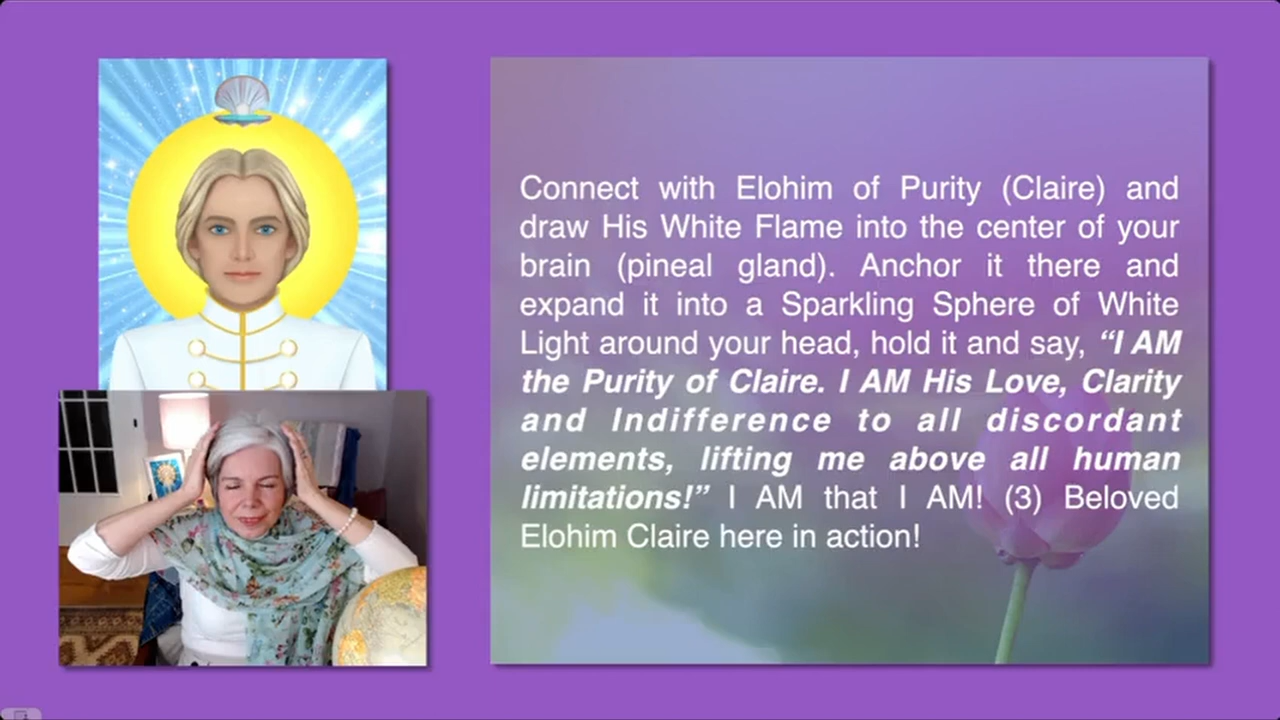 Connect with Elohim of Purity (Claire) and
draw His White Flame into the center of your
brain (pineal gland). Anchor it there and
expand it into a Sparkling Sphere of White
Light around your head, hold it and say, “I AM
the Purity of Claire. I AM His Love, Clarity
and Indifference to all discordant
elements, lifting me above all human
limitations!” I AM that I AM! (3) Beloved
Elohim Claire here in action!